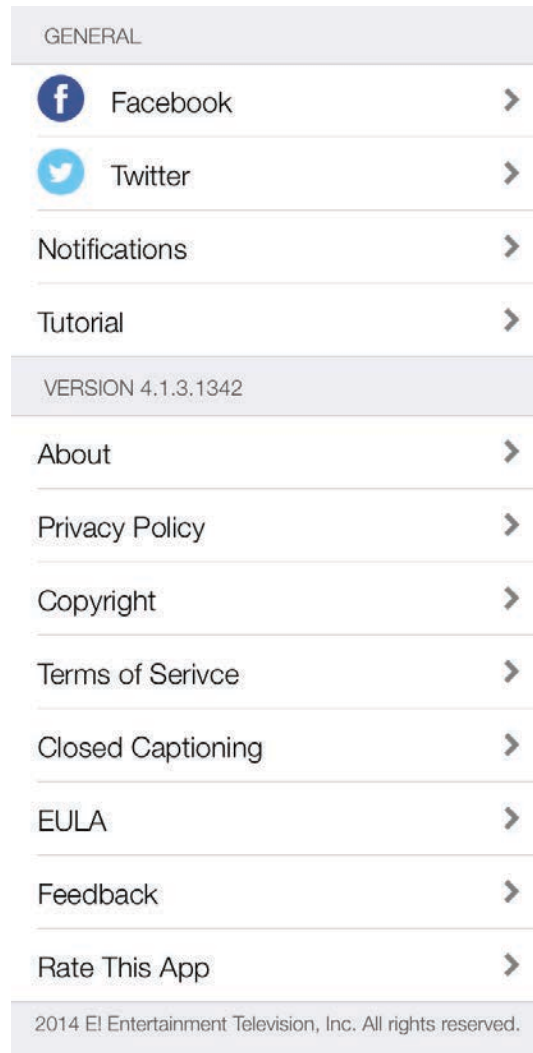 GENERAL
Facebook
Twitter
Notifications
Tutorial
VERSION 4.1.3.1342
About
Privacy Policy
Copyright
Terms of Serivce
Closed Captioning
EULA
Feedback
Rate This App
2014 E! Entertainment Television, Inc. All rights reserved.